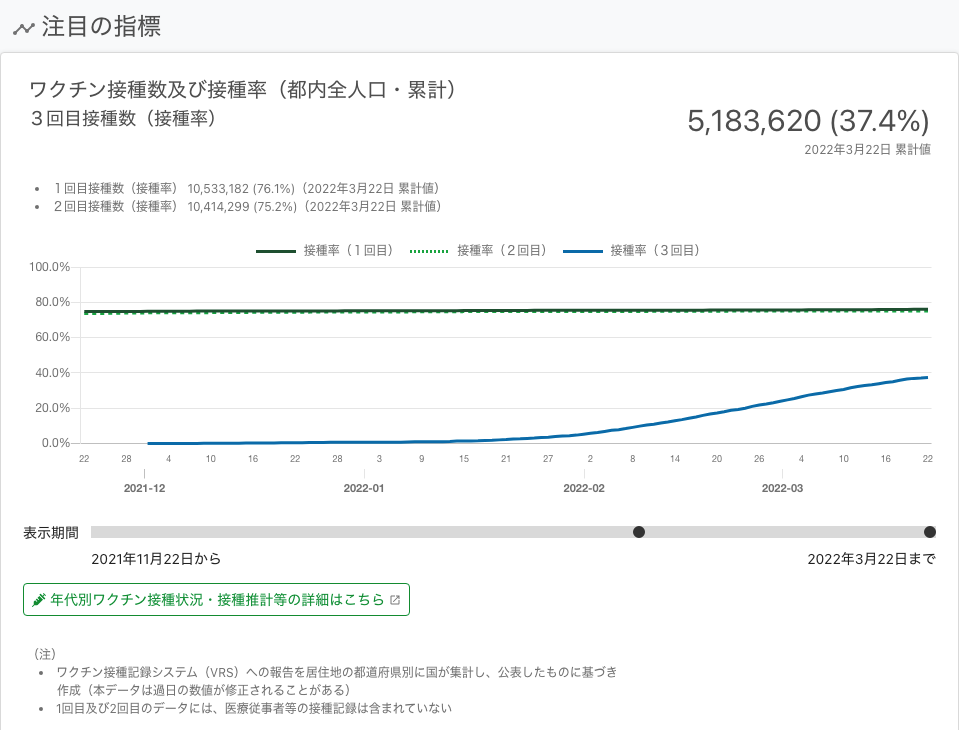 注目の指標
ワクチン接種数及び接種率（都内全人口・累計）
３回目接種数（接種率）
5,183,620 (37.4%)
2022年3月22日 累計値
• １回目接種数（接種率） 10,533,182 (76.1%)（2022年3月22日 累計値）
• ２回目接種数（接種率） 10,414,299 (75.2%)（2022年3月22日 累計値）
接種率（１回目） 接種率（２回目） 接種率（３回目）
100.0%
80.0%
60.0%
40.0%
20.0%
0.0%
22 28 4 10 16 22 28 3 9 15 21 27 2 8 14 20 26 4 10 16 22
2021-12 2022-01 2022-02 2022-03
表示期間
2021年11月22日から 2022年3月22日まで
年代別ワクチン接種状況・接種推計等の詳細はこちら
（注）
• ワクチン接種記録システム（VRS）への報告を居住地の都道府県別に国が集計し、公表したものに基づき
作成（本データは過日の数値が修正されることがある）
• 1回目及び2回目のデータには、医療従事者等の接種記録は含まれていない